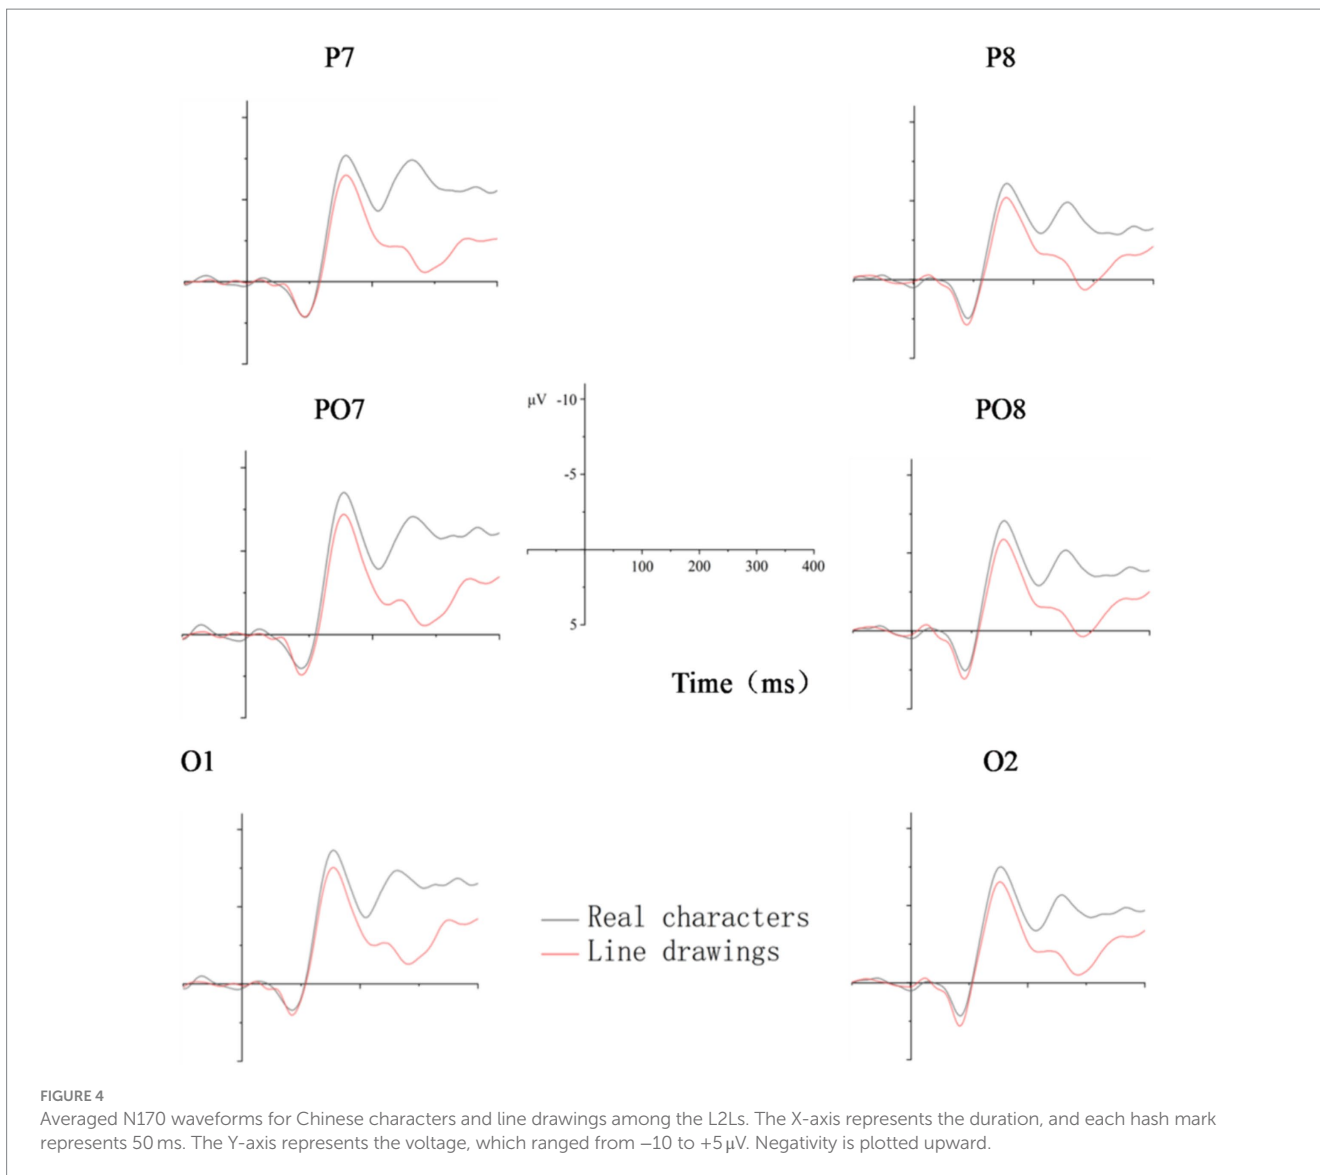 P7
P8
PO7
PO8
μV -10
-5
100 200 300 400
5
Time（ms）
O1
O2
Real characters
Line drawings
FIGURE 4
Averaged N170 waveforms for Chinese characters and line drawings among the L2Ls. The X-axis represents the duration, and each hash mark
represents 50 ms. The Y-axis represents the voltage, which ranged from −10 to +5 μV. Negativity is plotted upward.